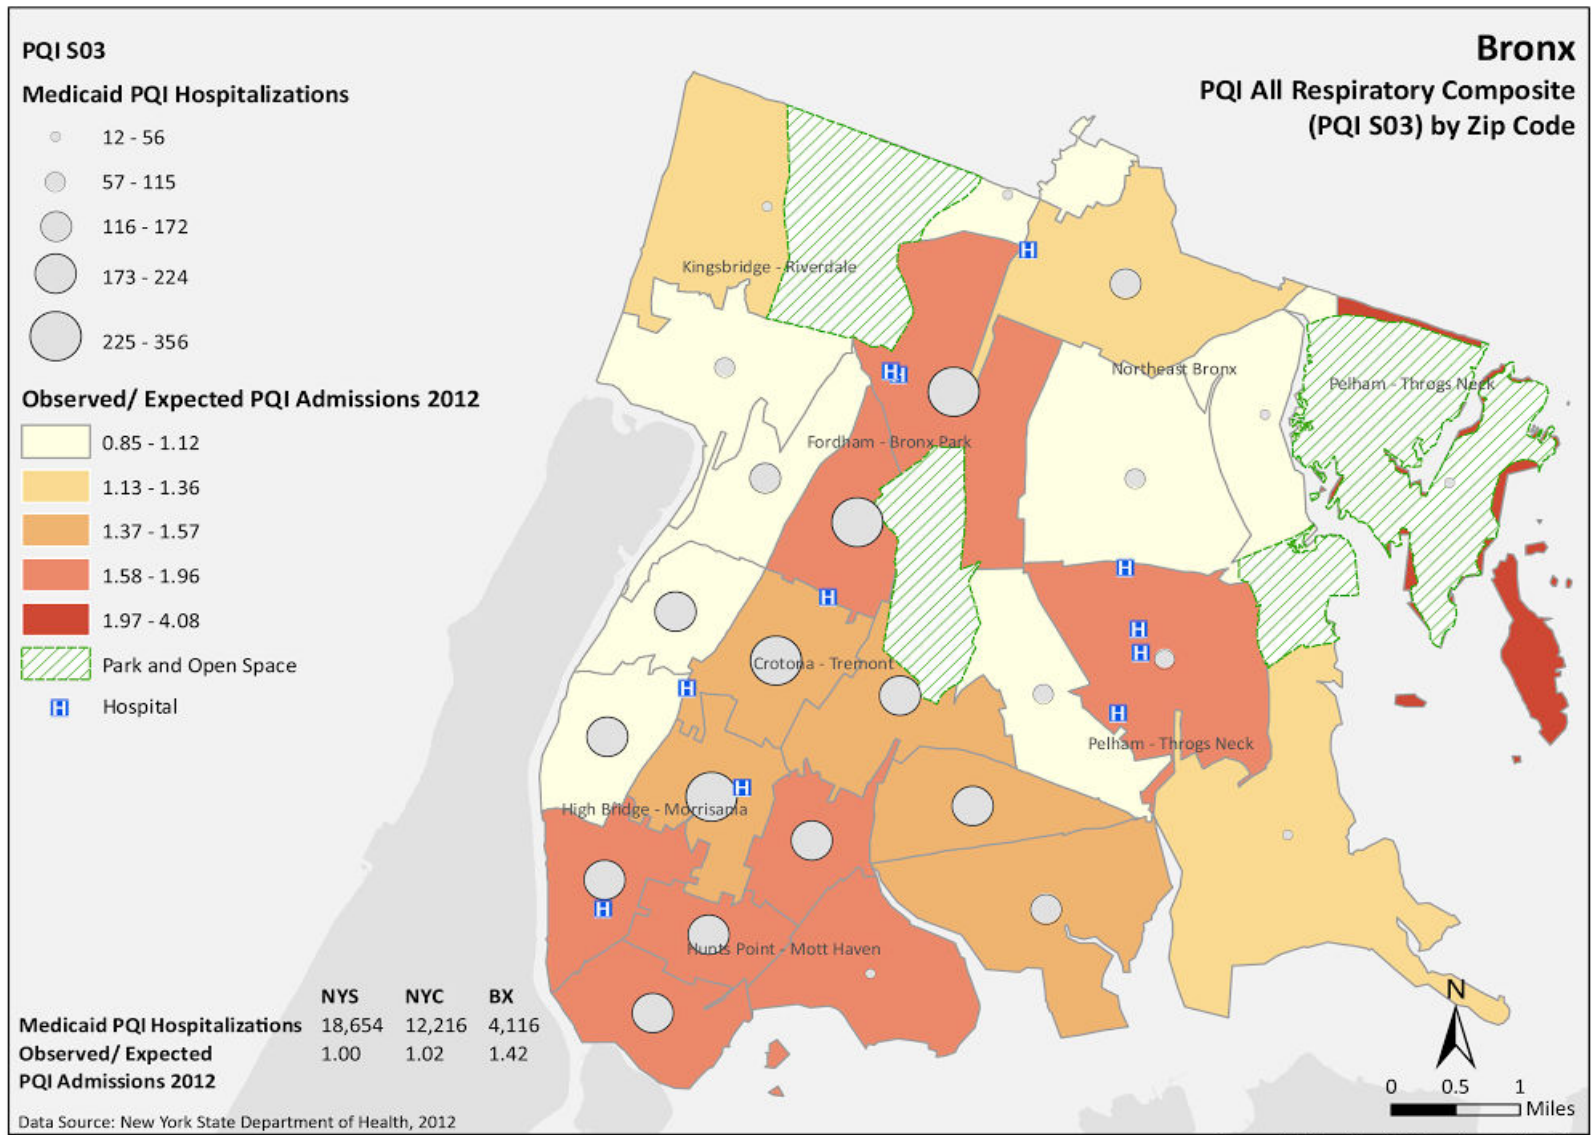 PQI S03
Medicaid PQI Hospitalizations
12 - 56
57 - 115
116 - 172
173 - 224
225 - 356
Observed/ Expected PQI Admissions 2012
0.85 - 1.12
1.13 - 1.36
1.37 - 1.57
1.58 - 1.96
1.97 - 4.08
Park and Open Space
H Hospital
Bronx
PQI All Respiratory Composite
(PQI S03) by Zip Code
H
Kingsbridge - Riverdale
Northeast Bronx
H H
Pelham - Throgs Neck
Fordham - Bronx Park
H
H
H
H
Crotona - Tremont
H
H
Pelham - Throgs Neck
H
High Bridge - Morrisania
H
Hunts Point - Mott Haven
NYS NYC BX
Medicaid PQI Hospitalizations 18,654 12,216 4,116
Observed/ Expected 1.00 1.02 1.42
PQI Admissions 2012
Data Source: New York State Department of Health, 2012
N
0 0.5 1
Miles